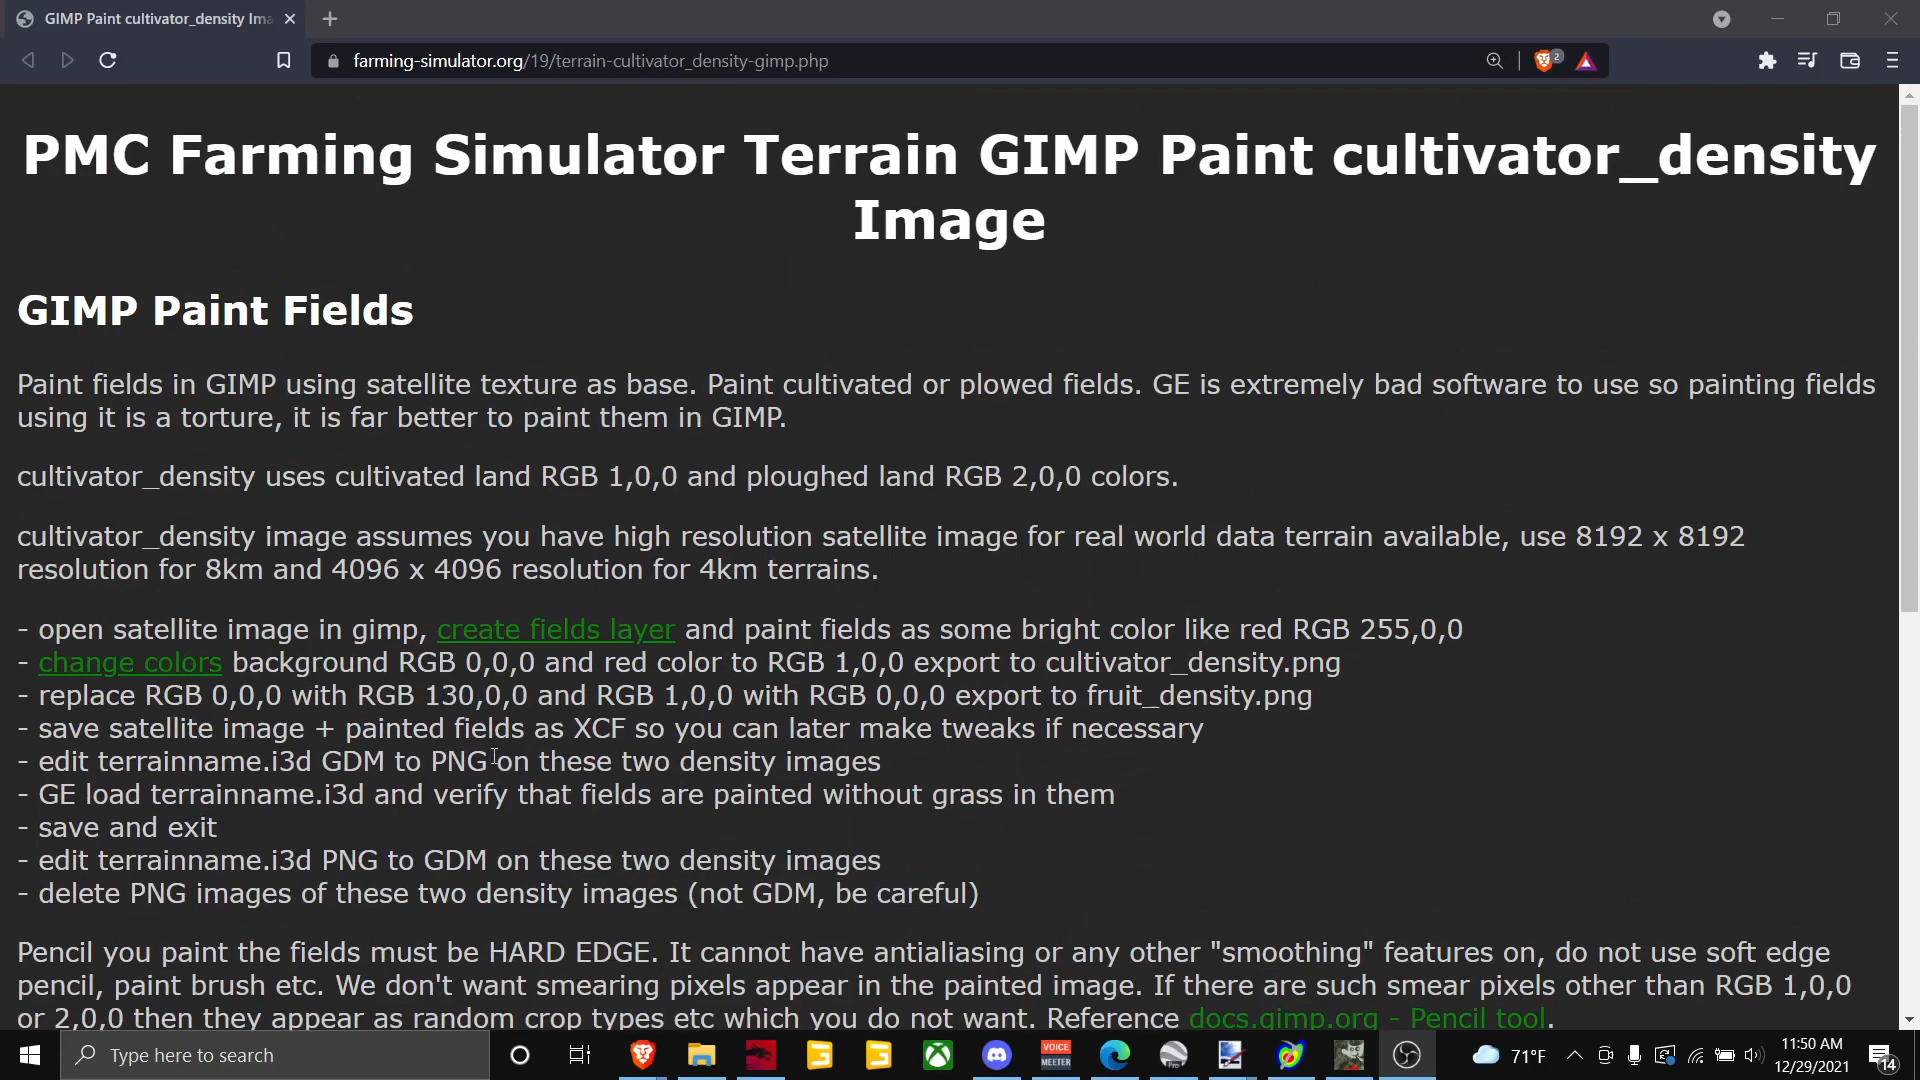 GIMP Paint cultivator_density Ima
farming-simulator.org/19/terrain-cultivator_density-gimp.php
2
PMC Farming Simulator Terrain GIMP Paint cultivator_density
Image
GIMP Paint Fields
Paint fields in GIMP using satellite texture as base. Paint cultivated or plowed fields. GE is extremely bad software to use so painting fields
using it is a torture, it is far better to paint them in GIMP.
cultivator_density uses cultivated land RGB 1,0,0 and ploughed land RGB 2,0,0 colors.
cultivator_density image assumes you have high resolution satellite image for real world data terrain available, use 8192 x 8192
resolution for 8km and 4096 x 4096 resolution for 4km terrains.
- open satellite image in gimp, create fields layer and paint fields as some bright color like red RGB 255,0,0
- change colors background RGB 0,0,0 and red color to RGB 1,0,0 export to cultivator_density.png
- replace RGB 0,0,0 with RGB 130,0,0 and RGB 1,0,0 with RGB 0,0,0 export to fruit_density.png
- save satellite image + painted fields as XCF so you can later make tweaks if necessary
- edit terrainname.i3d GDM to PNG on these two density images
- GE load terrainname.i3d and verify that fields are painted without grass in them
- save and exit
- edit terrainname.i3d PNG to GDM on these two density images
- delete PNG images of these two density images (not GDM, be careful)
Pencil you paint the fields must be HARD EDGE. It cannot have antialiasing or any other "smoothing" features on, do not use soft edge
pencil, paint brush etc. We don't want smearing pixels appear in the painted image. If there are such smear pixels other than RGB 1,0,0
or 2,0,0 then they appear as random crop types etc which you do not want. Reference docs.gimp.org - Pencil tool.
Type here to search
VOICE
MEETER
Pro
71°F
11:50 AM
12/29/2021
14